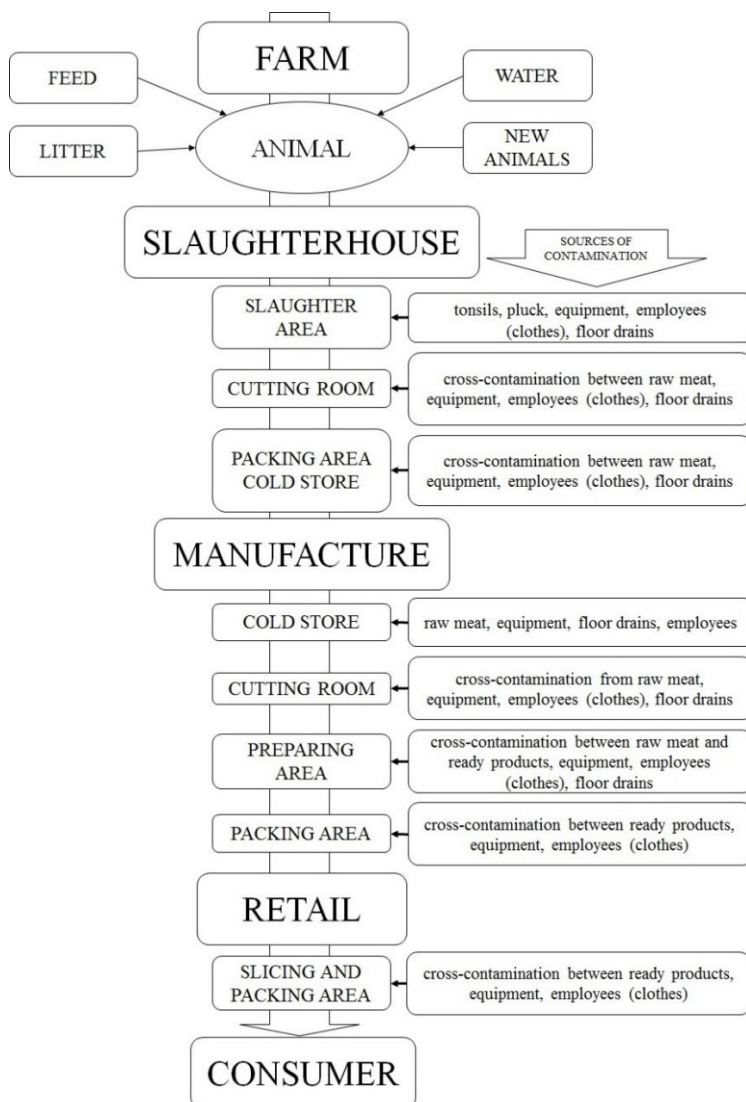 FARM
FEED
WATER
LITTER
ANIMAL
NEW
ANIMALS
SLAUGHTERHOUSE
SOURCES OF
CONTAMINATION
SLAUGHTER
AREA
tonsils, pluck, equipment, employees
(clothes), floor drains
CUTTING ROOM
cross-contamination between raw meat,
equipment, employees (clothes), floor drains
PACKING AREA
COLD STORE
cross-contamination between raw meat,
equipment, employees (clothes), floor drains
MANUFACTURE
COLD STORE
raw meat, equipment, floor drains, employees
CUTTING ROOM
cross-contamination from raw meat,
equipment, employees (clothes), floor drains
PREPARING
AREA
cross-contamination between raw meat and
ready products, equipment, employees
(clothes), floor drains
PACKING AREA
cross-contamination between ready products,
equipment, employees (clothes)
RETAIL
SLICING AND
PACKING AREA
cross-contamination between ready products,
equipment, employees (clothes)
CONSUMER